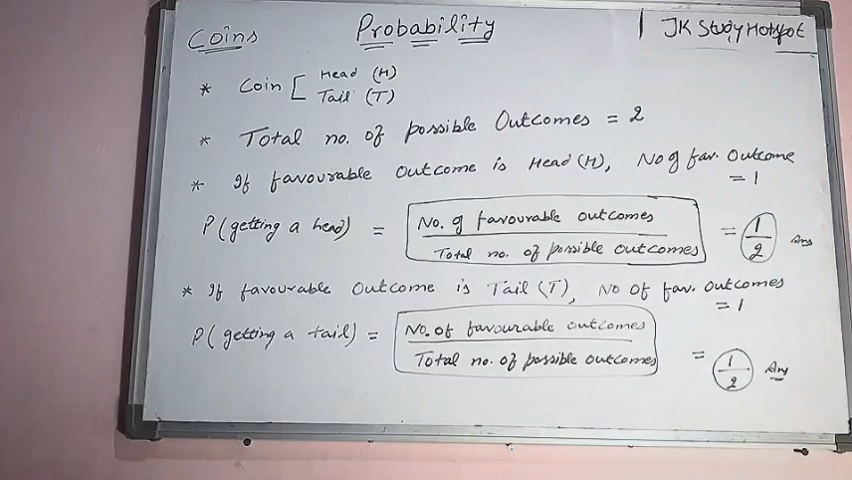 Coins Probability JK Study Hotspot
* Coin [ Head (H)
Tail (T)
* Total no. of possible Outcomes = 2
* If favourable Outcome is Head (H), No of fav. Outcome
= 1
P (getting a head) = No. of favourable outcomes / Total no. of possible outcomes = 1/2 Ans
* If favourable Outcome is Tail (T), No of fav. outcomes
= 1
P (getting a tail) = No. of favourable outcomes / Total no. of possible outcomes = 1/2 Ans